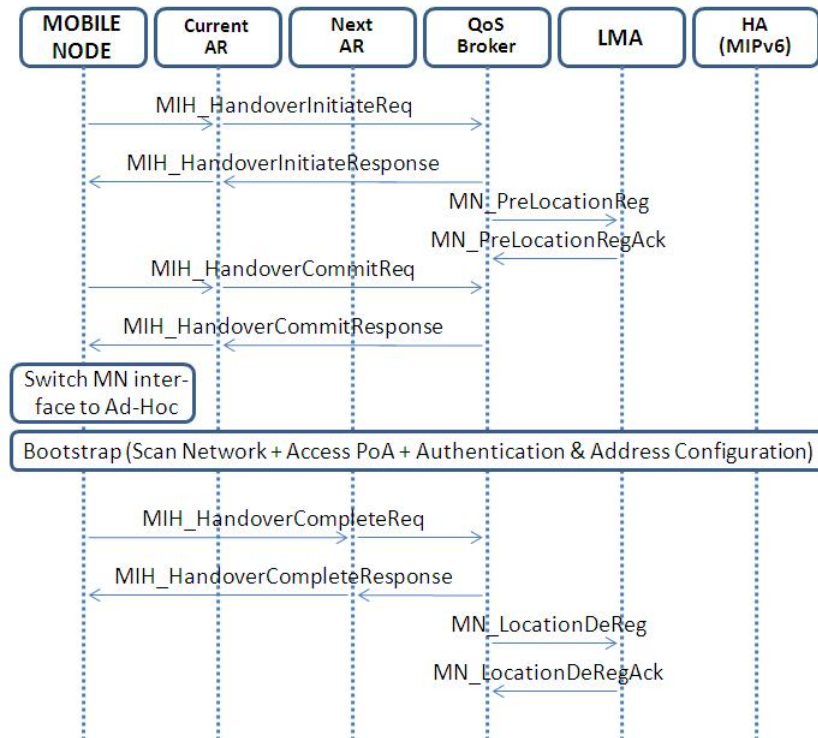 MOBILE NODE
Current AR
Next AR
QoS Broker
LMA
HA (MIPv6)
MIH_HandoverInitiateReq
MIH_HandoverInitiateResponse
MN_PreLocationReg
MN_PreLocationRegAck
MIH_HandoverCommitReq
MIH_HandoverCommitResponse
Switch MN inter-
face to Ad-Hoc
Bootstrap (Scan Network + Access PoA + Authentication & Address Configuration)
MIH_HandoverCompleteReq
MIH_HandoverCompleteResponse
MN_LocationDeReg
MN_LocationDeRegAck